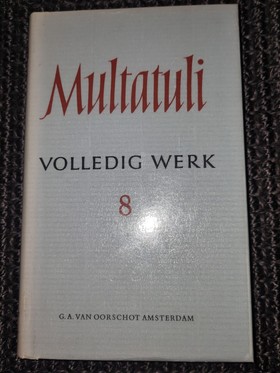 Multatuli
VOLLEDIG WERK
8
G. A. VAN OORSCHOT AMSTERDAM